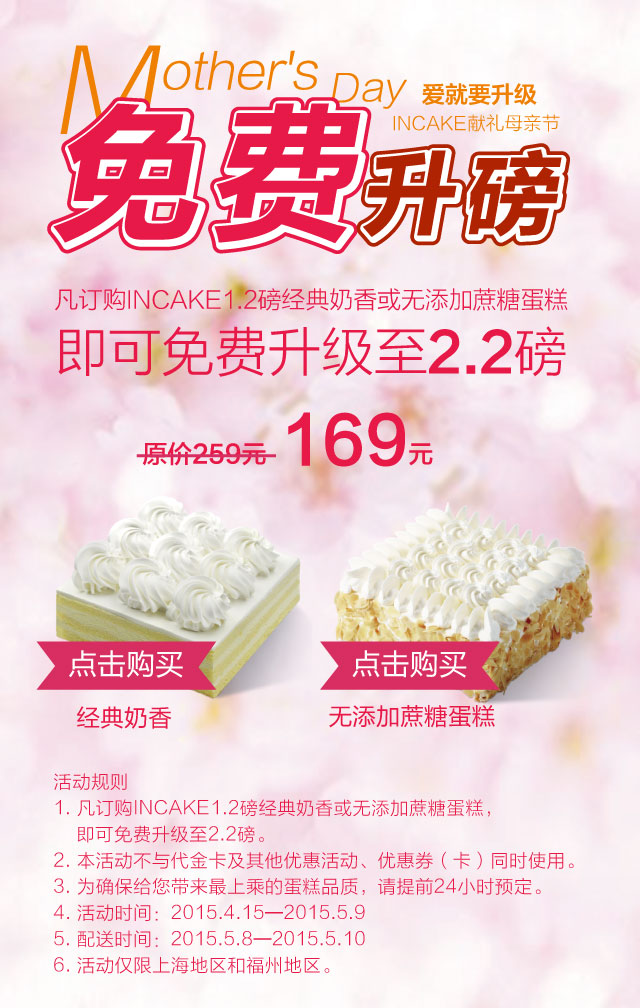 Mother's Day
爱就要升级
INCAKE献礼母亲节
免费升磅
凡订购INCAKE1.2磅经典奶香或无添加蔗糖蛋糕
即可免费升级至2.2磅
原价259元 169元
点击购买 点击购买
经典奶香 无添加蔗糖蛋糕
活动规则
1. 凡订购INCAKE1.2磅经典奶香或无添加蔗糖蛋糕，
即可免费升级至2.2磅。
2. 本活动不与代金卡及其他优惠活动、优惠券（卡）同时使用。
3. 为确保给您带来最上乘的蛋糕品质，请提前24小时预定。
4. 活动时间：2015.4.15—2015.5.9
5. 配送时间：2015.5.8—2015.5.10
6. 活动仅限上海地区和福州地区。